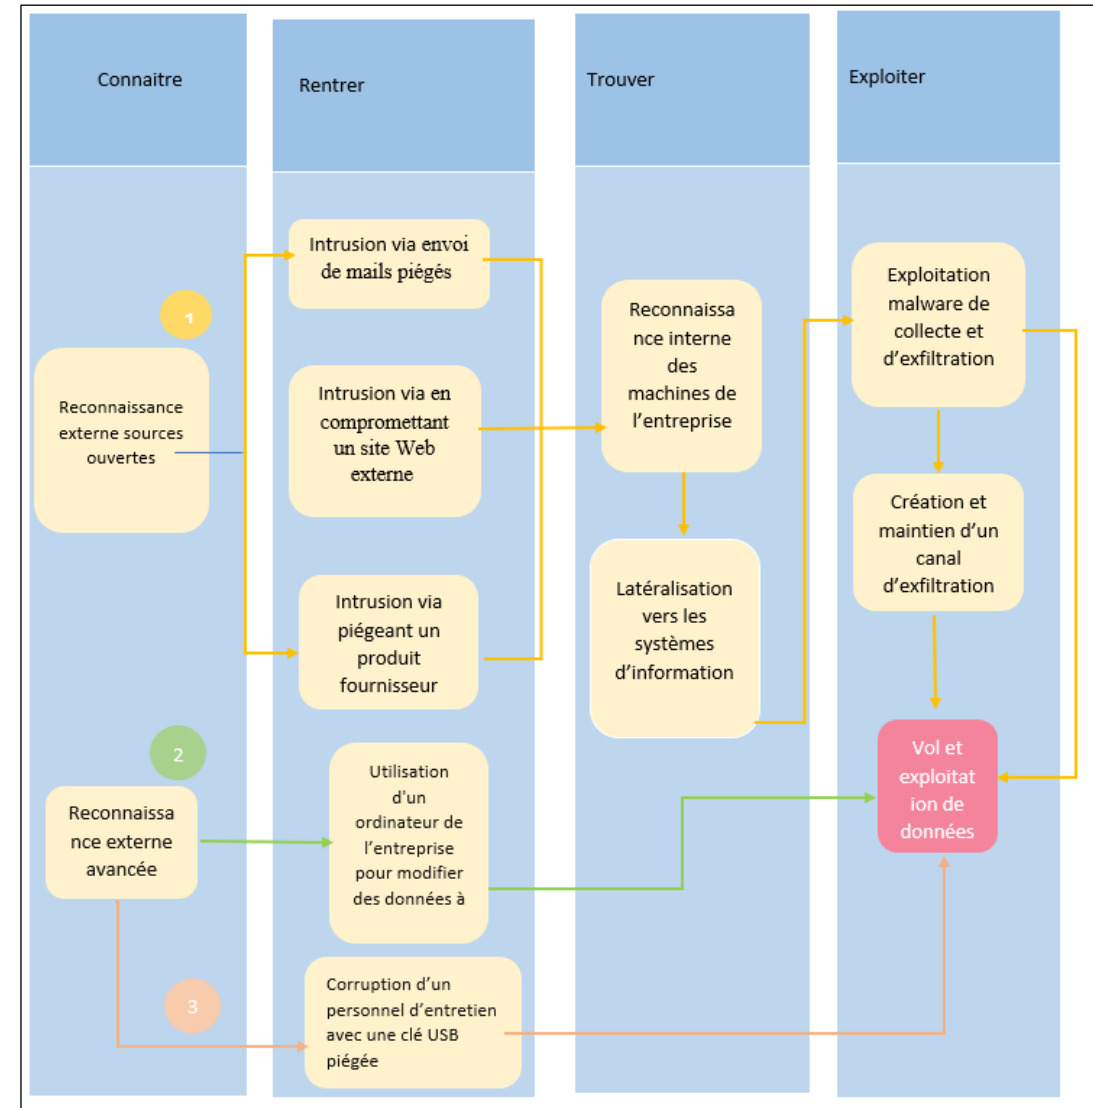 Connaitre
Rentrer
Trouver
Exploiter
1
Reconnaissance
externe sources
ouvertes
Intrusion via envoi
de mails piégés
Intrusion via en
compromettant
un site Web
externe
Intrusion via
piégeant un
produit
fournisseur
Reconnaissa
nce interne
des
machines de
l’entreprise
Latéralisation
vers les
systèmes
d’information
Exploitation
malware de
collecte et
d’exfiltration
Création et
maintien d’un
canal
d’exfiltration
Vol et
exploitat
ion de
données
2
Reconnaissa
nce externe
avancée
Utilisation
d'un
ordinateur de
l’entreprise
pour modifier
des données à
3
Corruption d’un
personnel d’entretien
avec une clé USB
piégée